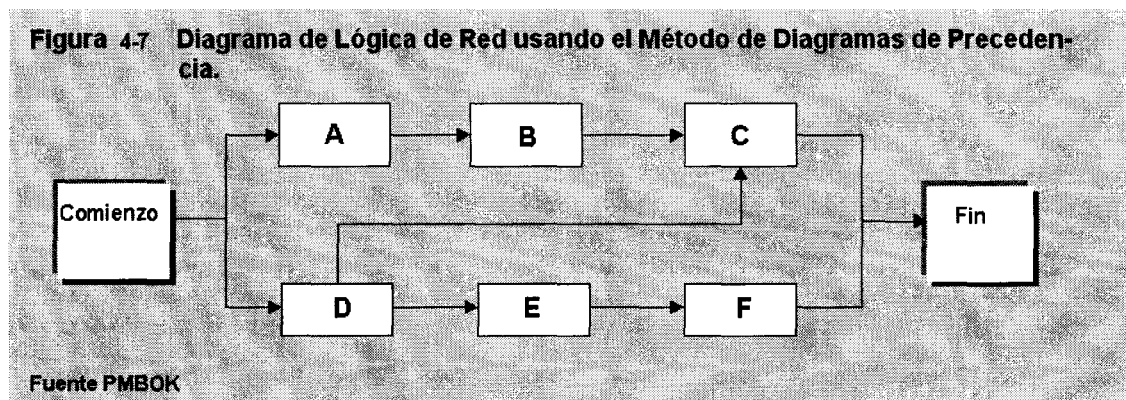 Figura 4-7 Diagrama de Lógica de Red usando el Método de Diagramas de Preceden-
cia.
A
B
C
Comienzo
Fin
D
E
F
Fuente PMBOK